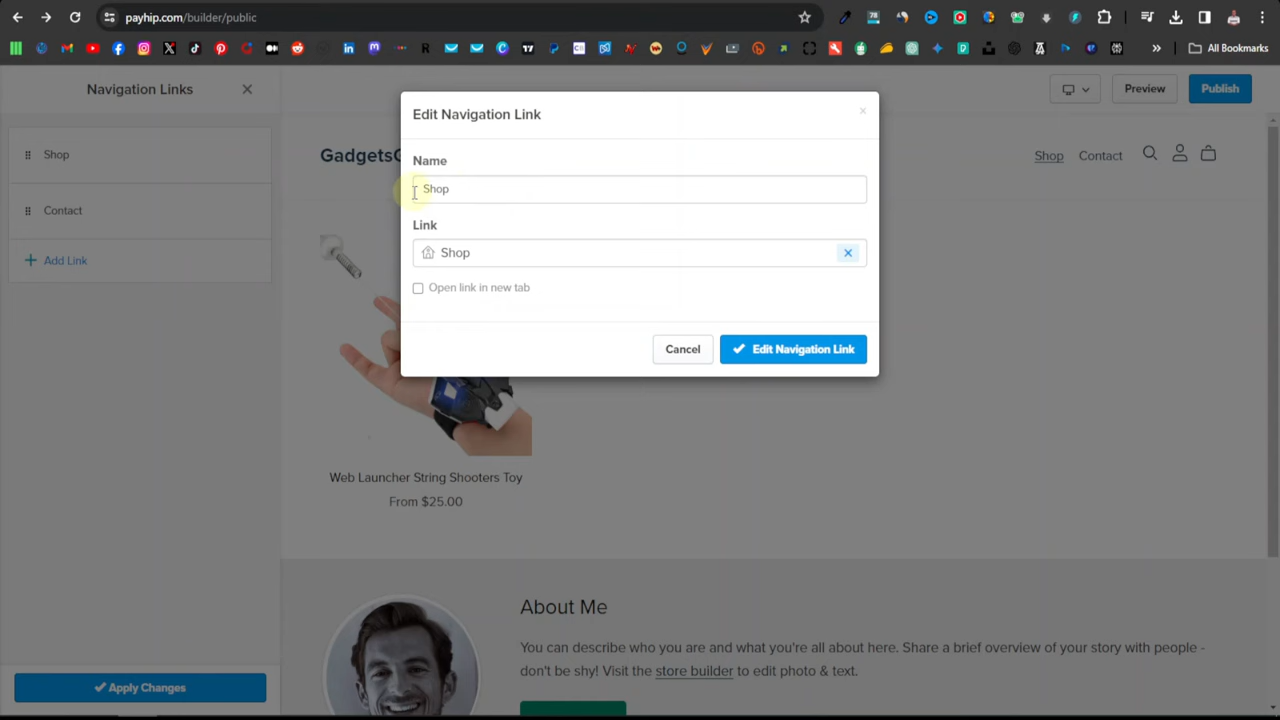 payhip.com/builder/public
All Bookmarks
Navigation Links
Shop
Contact
Add Link
Apply Changes
Preview
Publish
Shop
Contact
Edit Navigation Link
Name
Shop
Link
Shop
Open link in new tab
Cancel
Edit Navigation Link
Web Launcher String Shooters Toy
From $25.00
About Me
You can describe who you are and what you're all about here. Share a brief overview of your story with people -
don't be shy! Visit the store builder to edit photo & text.